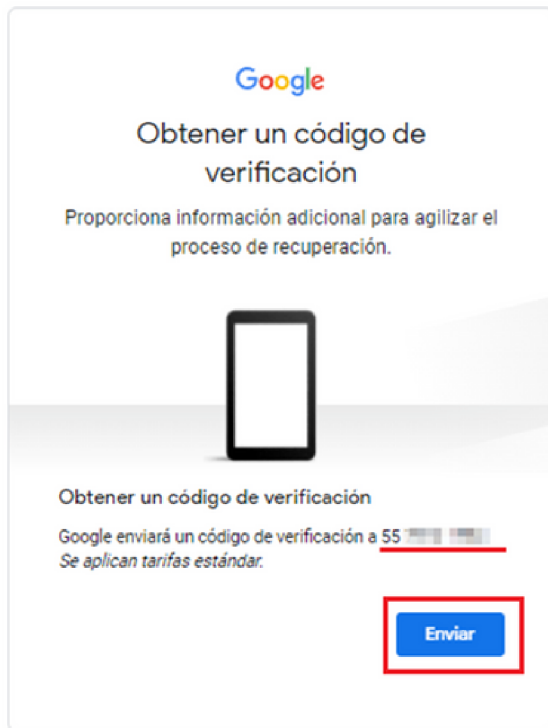 Google
Obtener un código de
verificación
Proporciona información adicional para agilizar el
proceso de recuperación.
Obtener un código de verificación
Google enviará un código de verificación a 55
Se aplican tarifas estándar.
Enviar